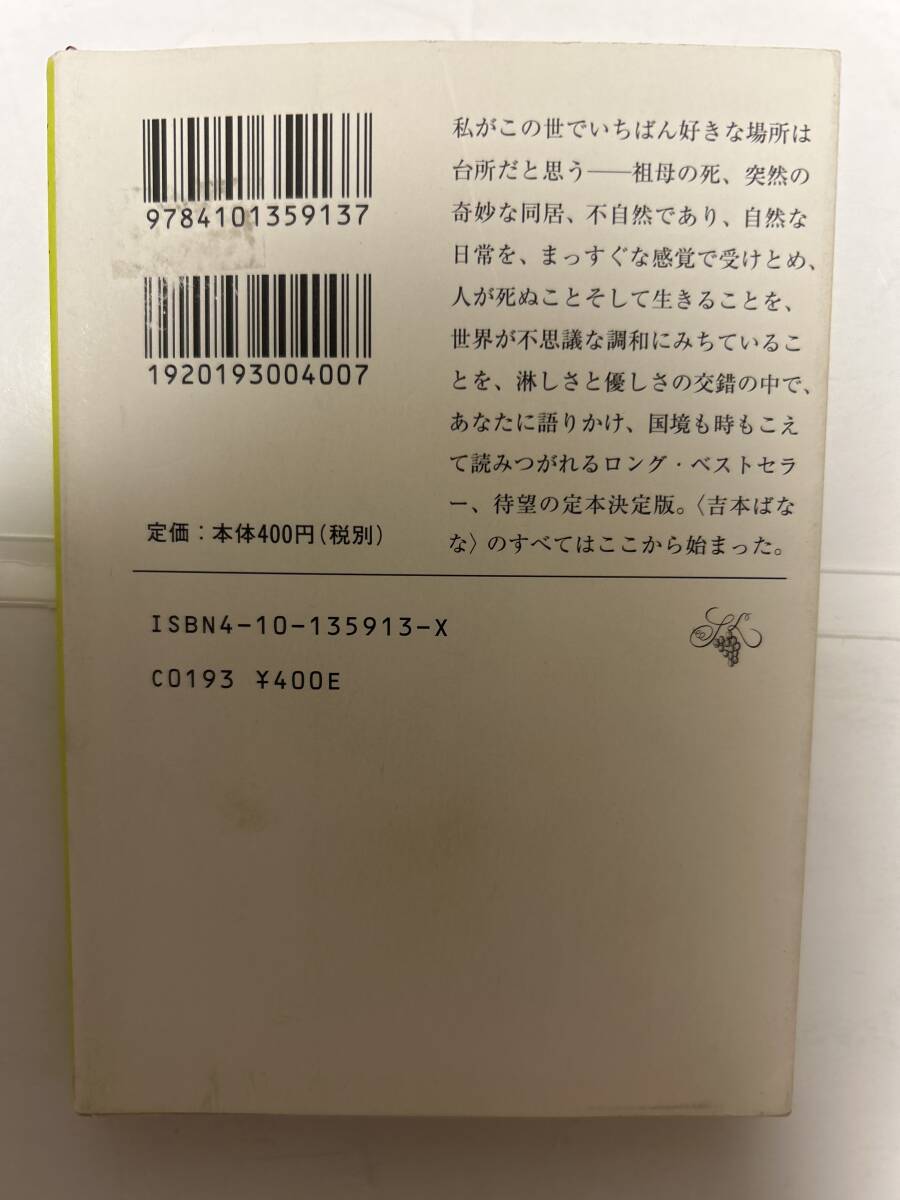 9784101359137
1920193004007
定価：本体400円（税別）
私がこの世でいちばん好きな場所は
台所だと思う――祖母の死、突然の
奇妙な同居、不自然であり、自然な
日常を、まっすぐな感覚で受けとめ、
人が死ぬことそして生きることを、
世界が不思議な調和にみちているこ
とを、淋しさと優しさの交錯の中で、
あなたに語りかけ、国境も時もこえ
て読みつがれるロング・ベストセラ
ー、待望の定本決定版。〈吉本ばな
な〉のすべてはここから始まった。
ISBN4-10-135913-X
C0193 ¥400E
SK